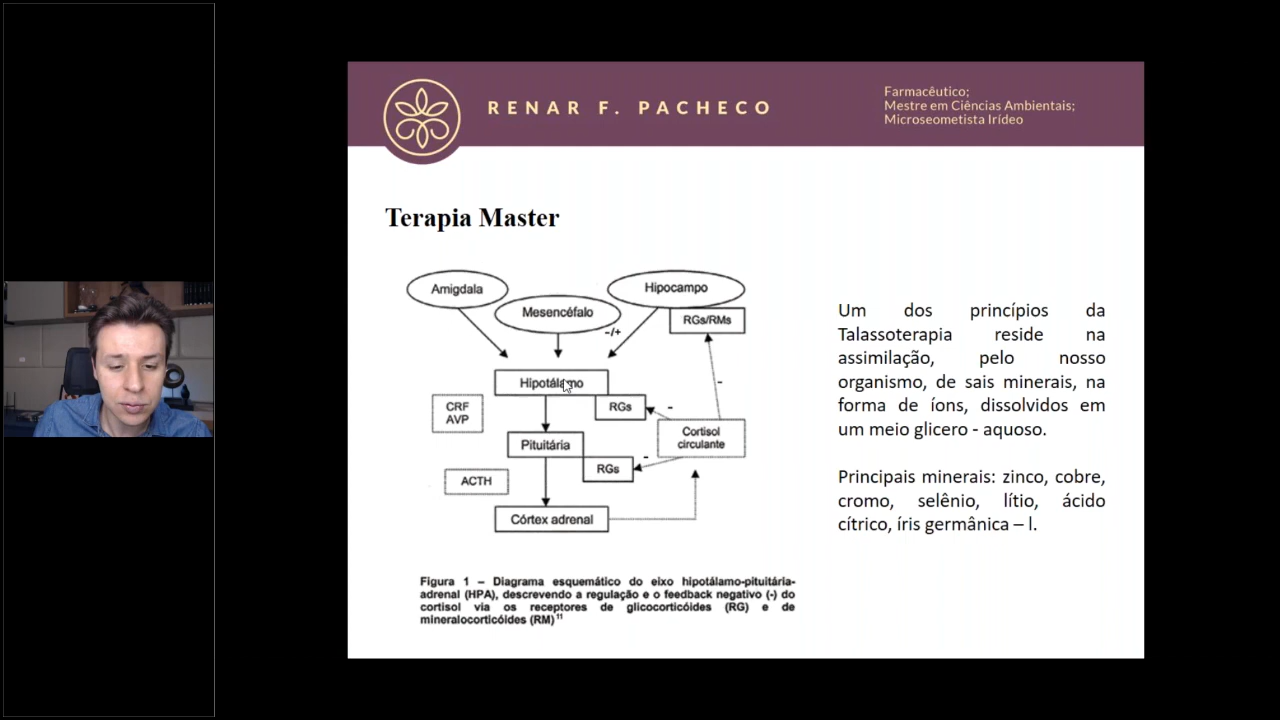 RENAR F. PACHECO
Farmacêutico;
Mestre em Ciências Ambientais;
Microseometista Irídeo
Terapia Master
Amigdala
Mesencéfalo
Hipocampo
RGs/RMs
–/+
Hipotálamo
-
RGs
-
CRF
AVP
Cortisol
circulante
Pituitária
-
RGs
ACTH
Córtex adrenal
Figura 1 – Diagrama esquemático do eixo hipotálamo-pituitária-
adrenal (HPA), descrevendo a regulação e o feedback negativo (-) do
cortisol via os receptores de glicocorticóides (RG) e de
mineralocorticóides (RM)¹¹
Um dos princípios da
Talassoterapia reside na
assimilação, pelo nosso
organismo, de sais minerais, na
forma de íons, dissolvidos em
um meio glicero - aquoso.
Principais minerais: zinco, cobre,
cromo, selênio, lítio, ácido
cítrico, íris germânica – l.